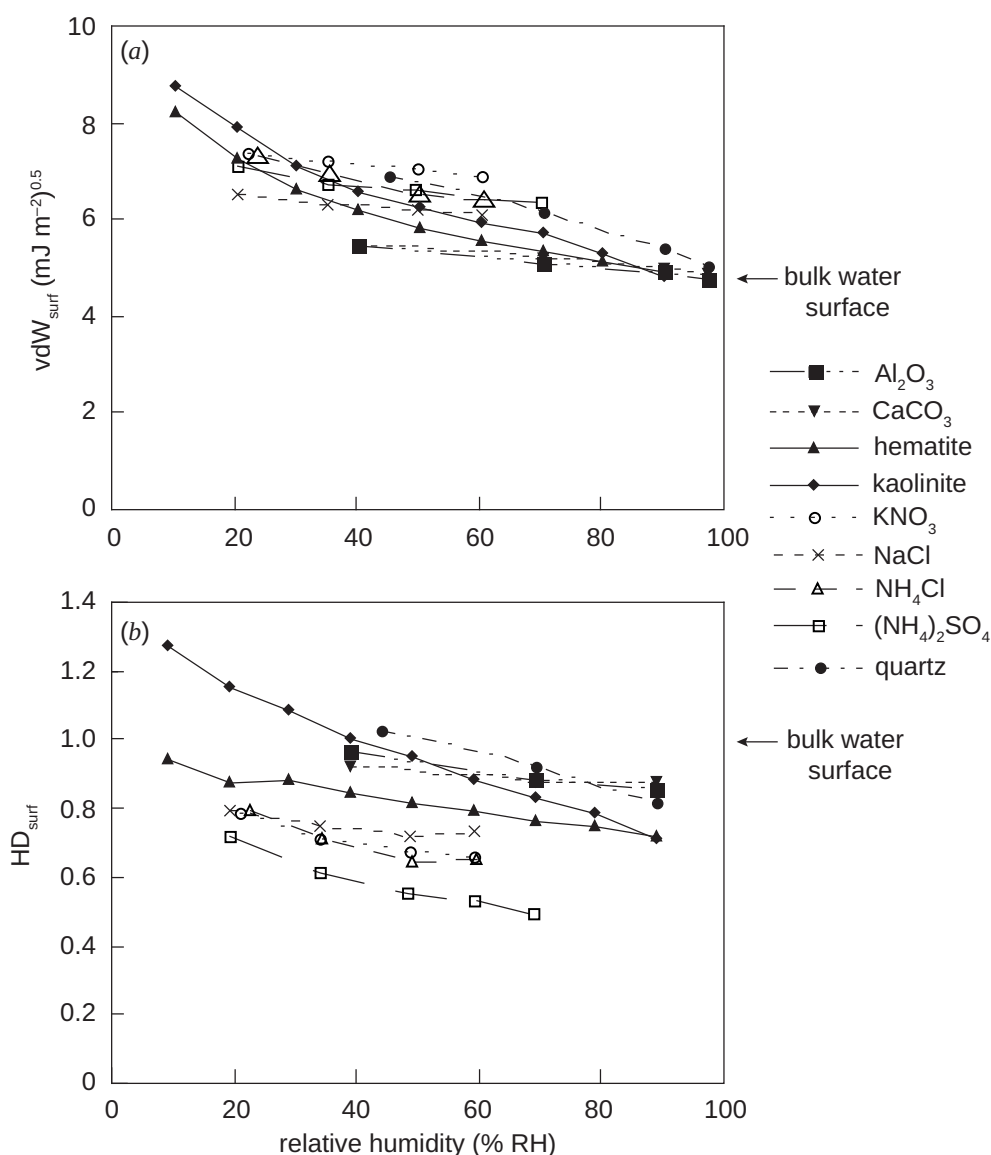 10
(a)
8
6
4
2
0
vdW_surf (mJ m⁻²)^0.5
0 20 40 60 80 100
bulk water
surface
Al₂O₃
CaCO₃
hematite
kaolinite
KNO₃
NaCl
NH₄Cl
(NH₄)₂SO₄
quartz
1.4
(b)
1.2
1.0
0.8
0.6
0.4
0.2
0
HD_surf
bulk water
surface
0 20 40 60 80 100
relative humidity (% RH)